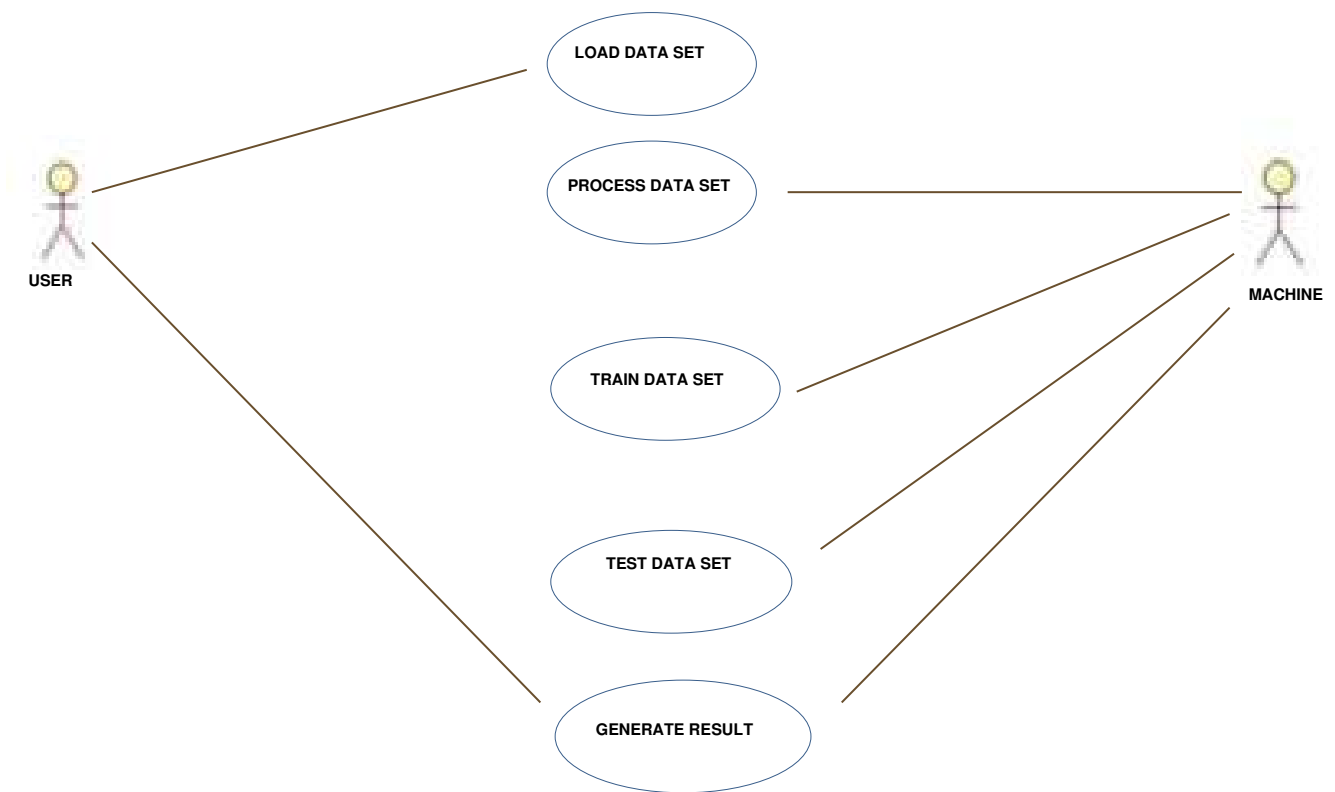 LOAD DATA SET
PROCESS DATA SET
USER
MACHINE
TRAIN DATA SET
TEST DATA SET
GENERATE RESULT